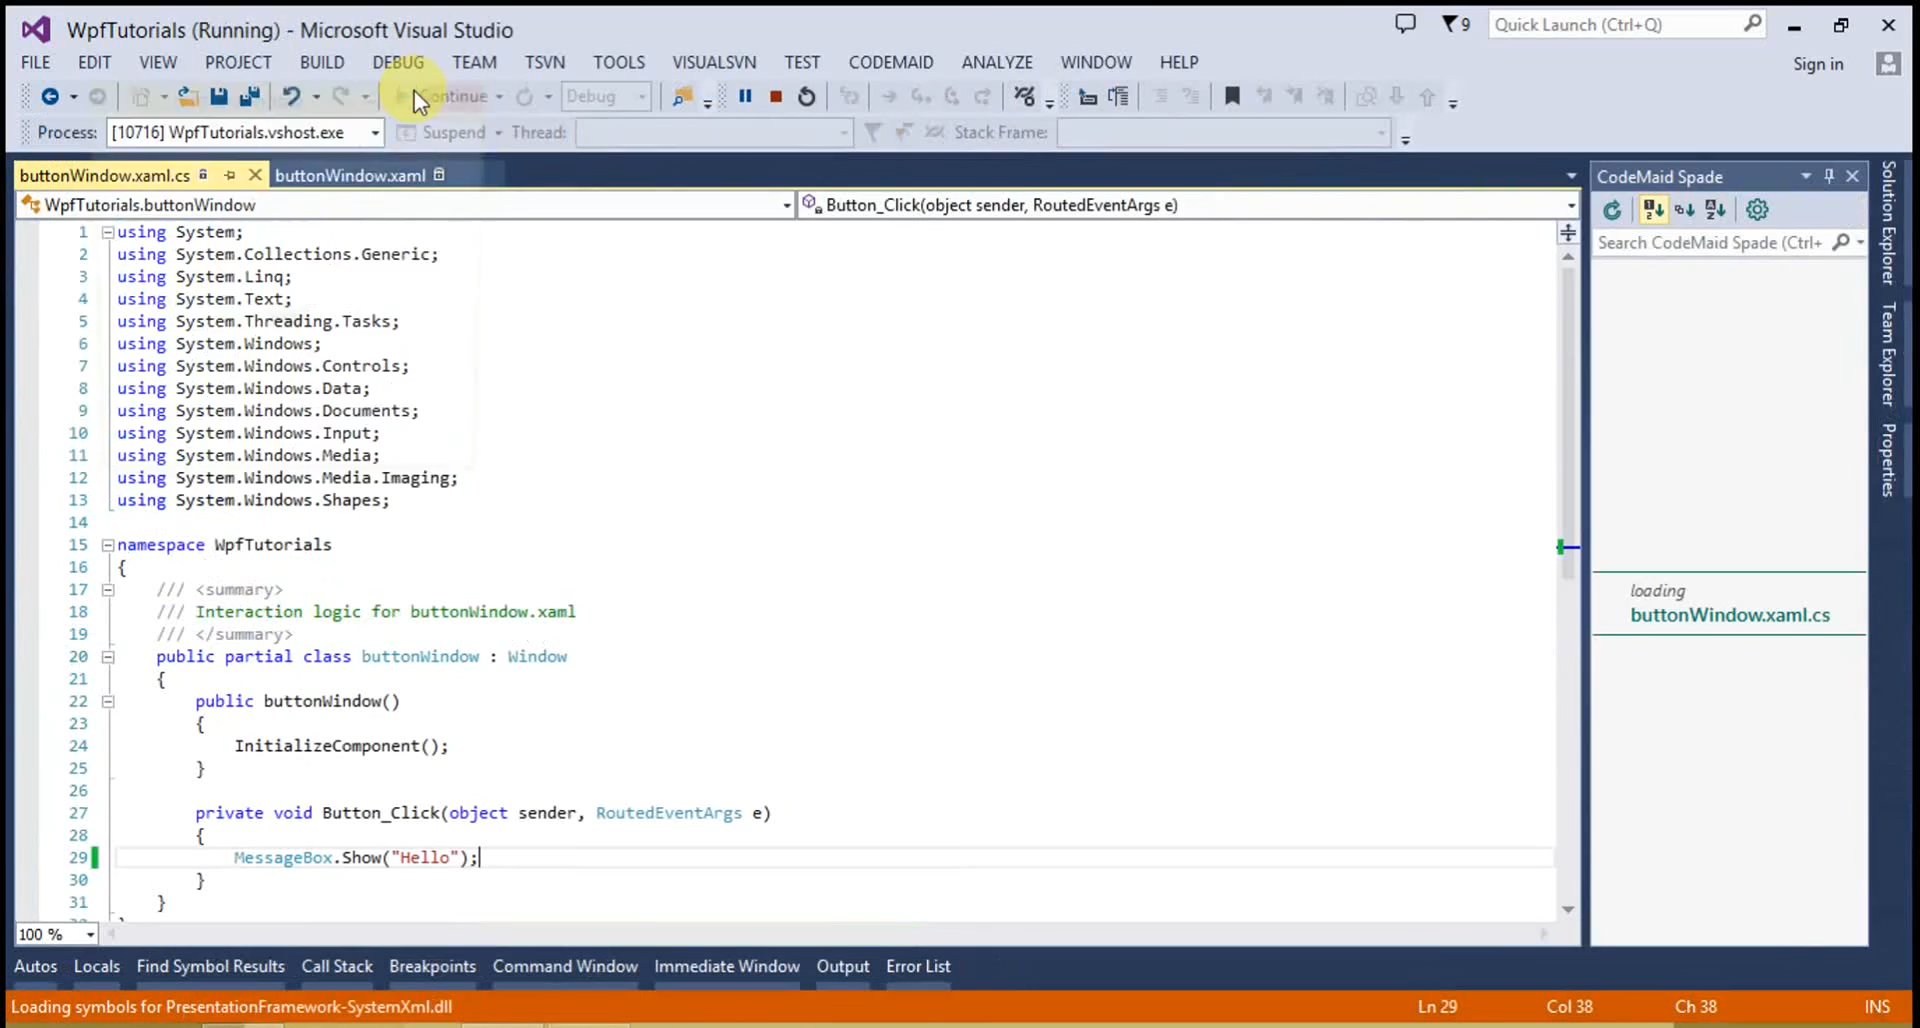 WpfTutorials (Running) - Microsoft Visual Studio
9
Quick Launch (Ctrl+Q)
FILE EDIT VIEW PROJECT BUILD DEBUG TEAM TSVN TOOLS VISUALSVN TEST CODEMAID ANALYZE WINDOW HELP
Sign in
Continue Debug
Process: [10716] WpfTutorials.vshost.exe Suspend Thread: Stack Frame:
buttonWindow.xaml.cs buttonWindow.xaml
CodeMaid Spade
WpfTutorials.buttonWindow Button_Click(object sender, RoutedEventArgs e)
Search CodeMaid Spade (Ctrl+
1 using System;
2 using System.Collections.Generic;
3 using System.Linq;
4 using System.Text;
5 using System.Threading.Tasks;
6 using System.Windows;
7 using System.Windows.Controls;
8 using System.Windows.Data;
9 using System.Windows.Documents;
10 using System.Windows.Input;
11 using System.Windows.Media;
12 using System.Windows.Media.Imaging;
13 using System.Windows.Shapes;
14
15 namespace WpfTutorials
16 {
17 /// <summary>
18 /// Interaction logic for buttonWindow.xaml
19 /// </summary>
20 public partial class buttonWindow : Window
21 {
22 public buttonWindow()
23 {
24 InitializeComponent();
25 }
26
27 private void Button_Click(object sender, RoutedEventArgs e)
28 {
29 MessageBox.Show("Hello");
30 }
31 }
loading
buttonWindow.xaml.cs
Solution Explorer
Team Explorer
Properties
100 %
Autos Locals Find Symbol Results Call Stack Breakpoints Command Window Immediate Window Output Error List
Loading symbols for PresentationFramework-SystemXml.dll Ln 29 Col 38 Ch 38 INS